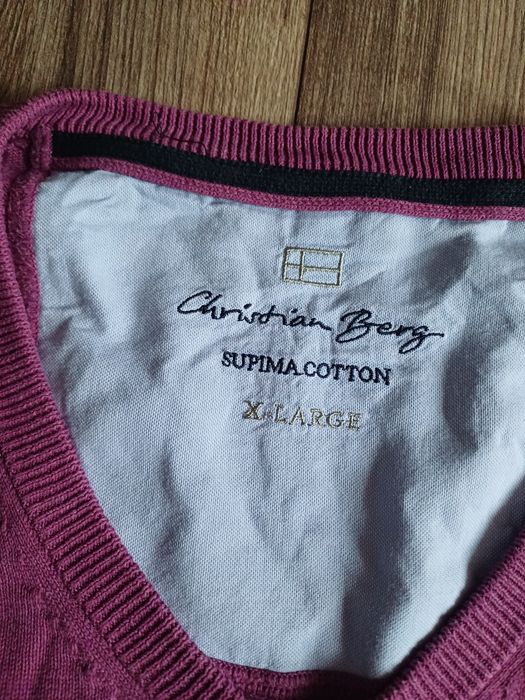 Christian Berg
SUPIMA COTTON
X-LARGE